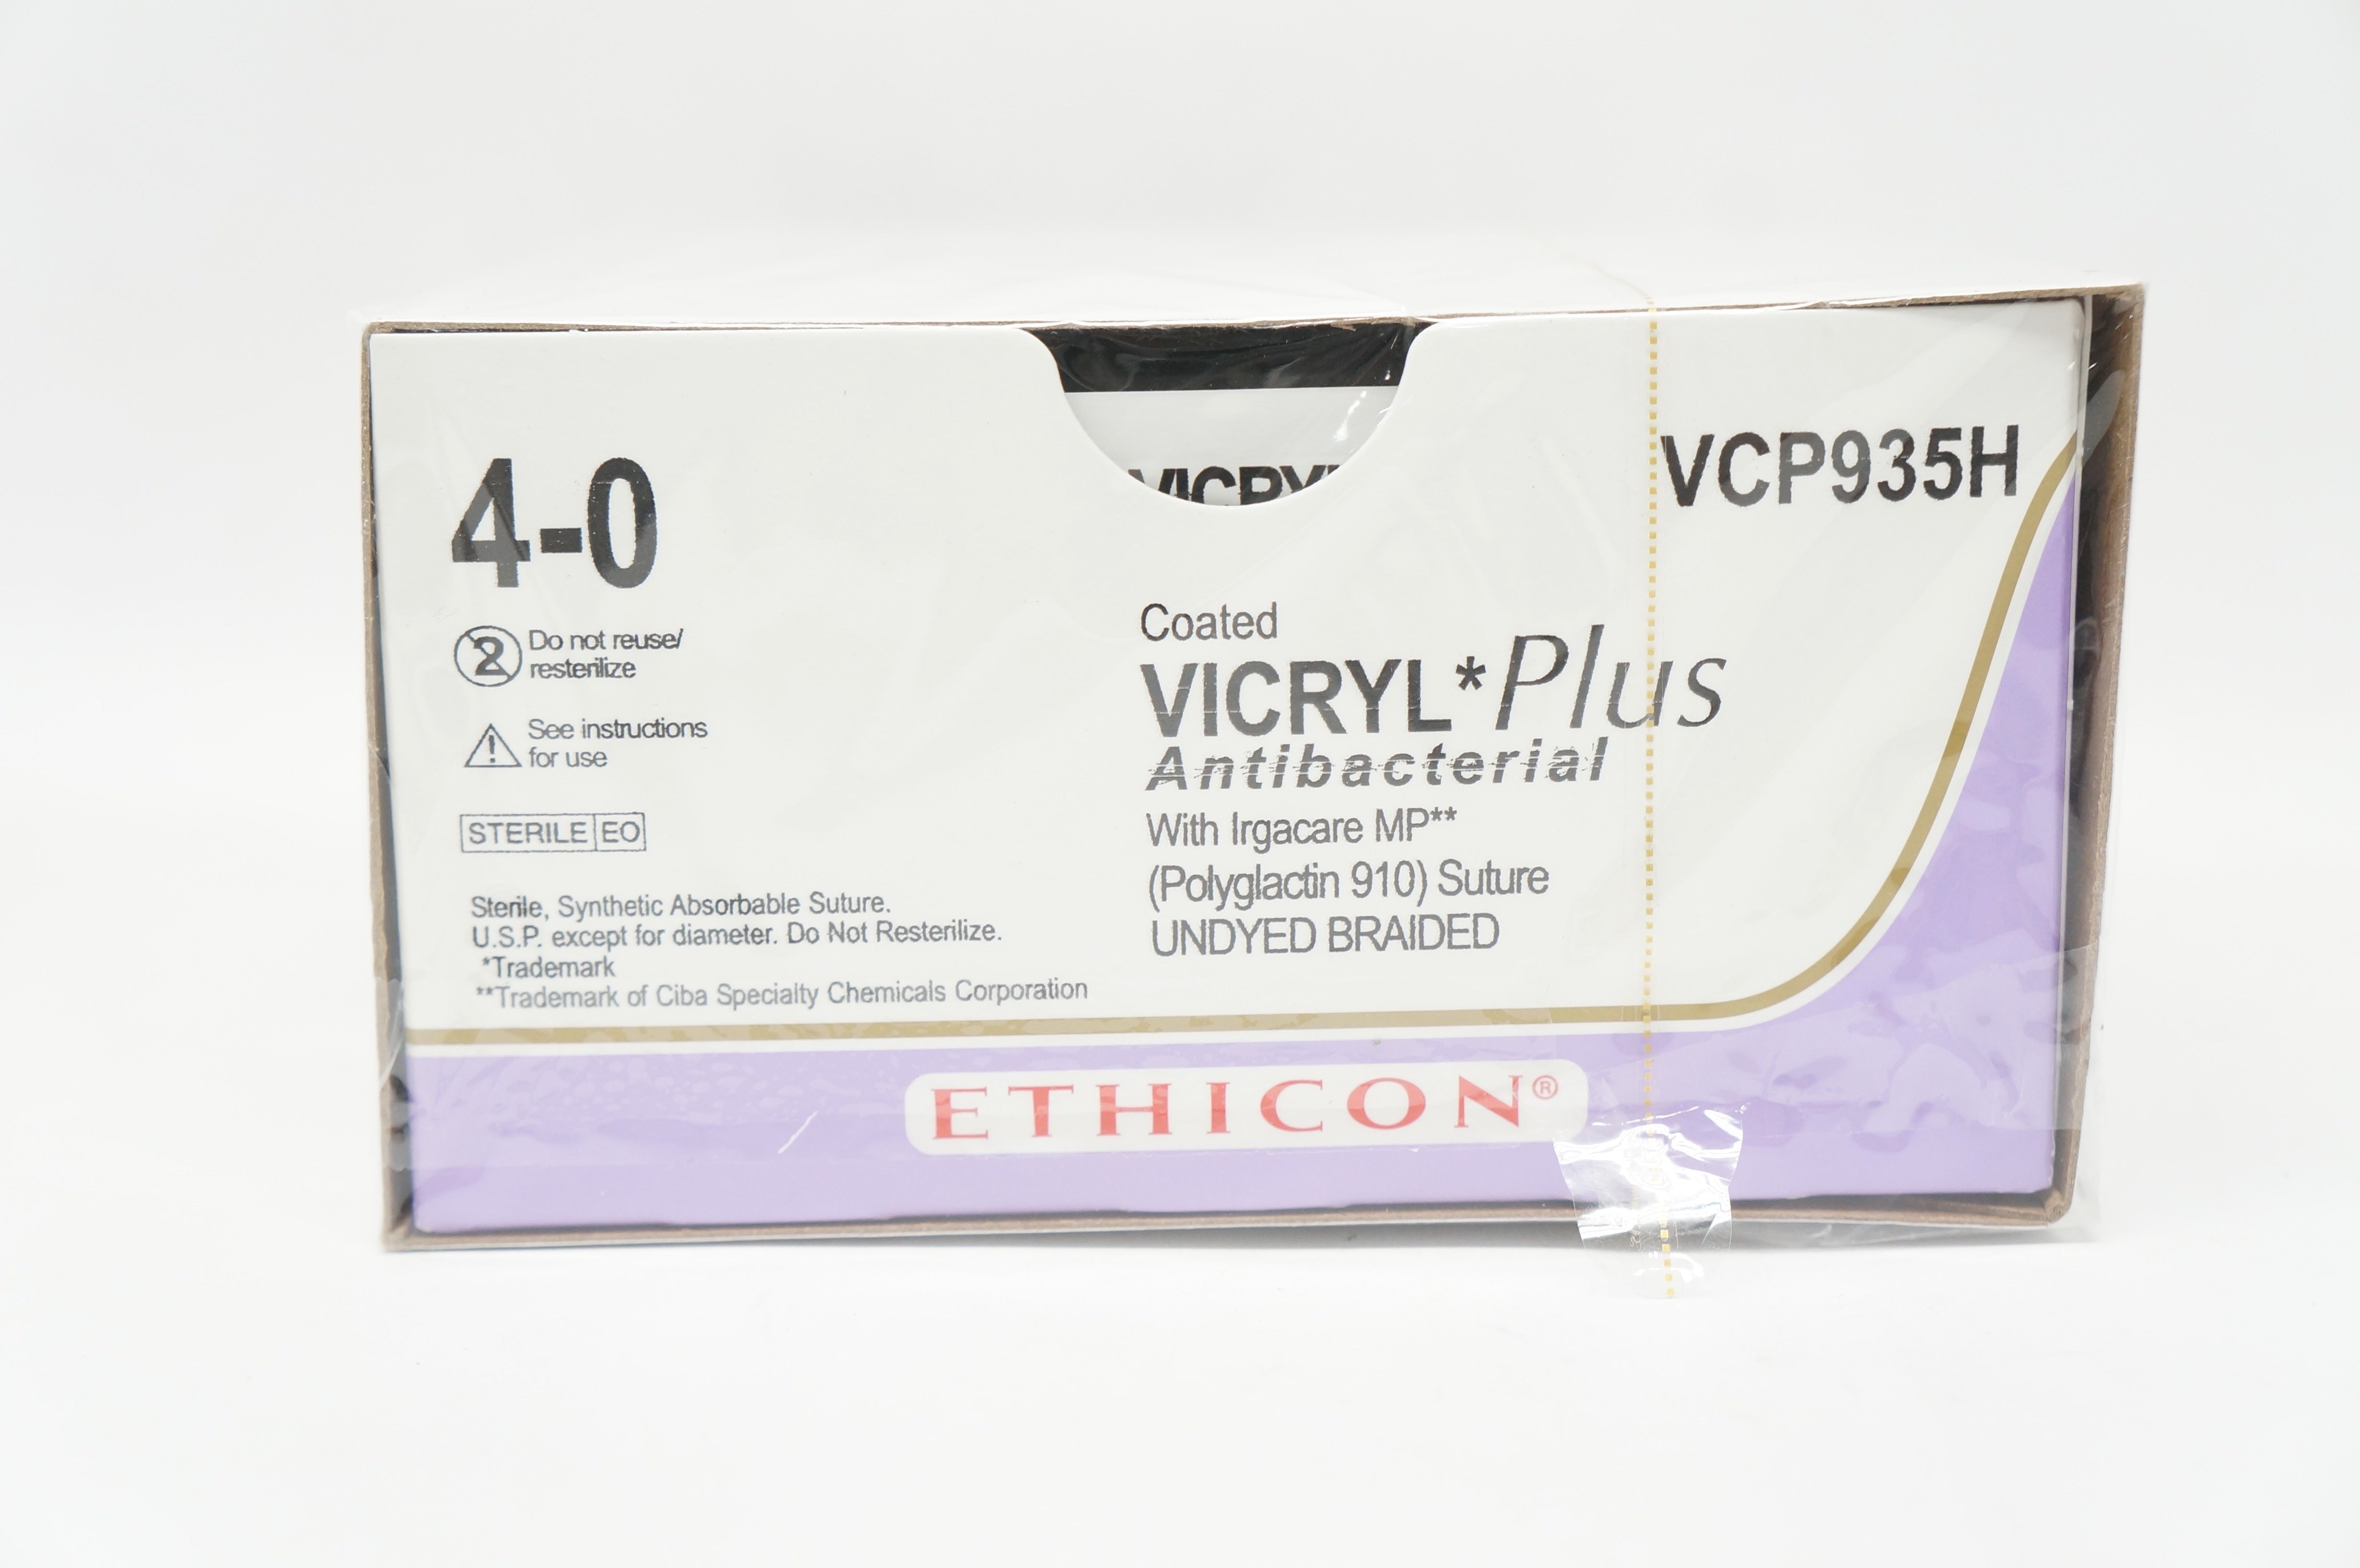 VICRYL
VCP935H
4-0
2
Do not reuse/
resterilize
See instructions
for use
STERILE EO
Sterile, Synthetic Absorbable Suture.
U.S.P. except for diameter. Do Not Resterilize.
*Trademark
**Trademark of Ciba Specialty Chemicals Corporation
Coated
VICRYL*Plus
Antibacterial
With Irgacare MP**
(Polyglactin 910) Suture
UNDYED BRAIDED
ETHICON®